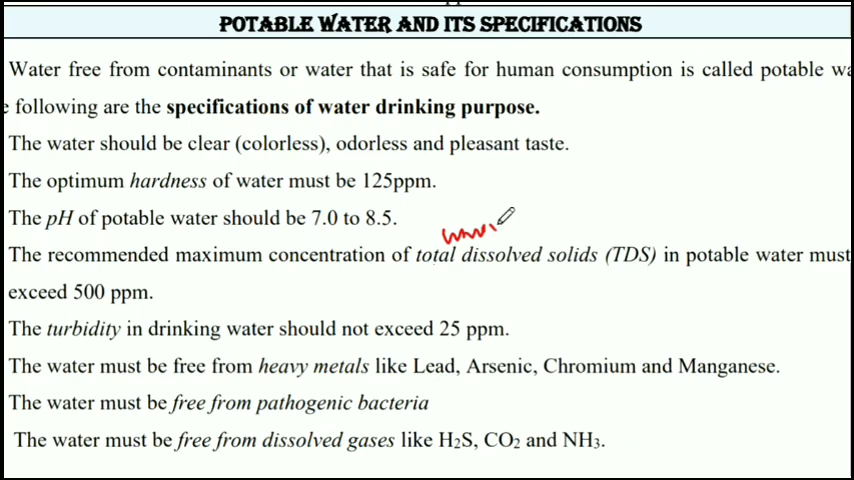 POTABLE WATER AND ITS SPECIFICATIONS
Water free from contaminants or water that is safe for human consumption is called potable wa
e following are the specifications of water drinking purpose.
The water should be clear (colorless), odorless and pleasant taste.
The optimum hardness of water must be 125ppm.
The pH of potable water should be 7.0 to 8.5.
The recommended maximum concentration of total dissolved solids (TDS) in potable water must
exceed 500 ppm.
The turbidity in drinking water should not exceed 25 ppm.
The water must be free from heavy metals like Lead, Arsenic, Chromium and Manganese.
The water must be free from pathogenic bacteria
The water must be free from dissolved gases like H₂S, CO₂ and NH₃.